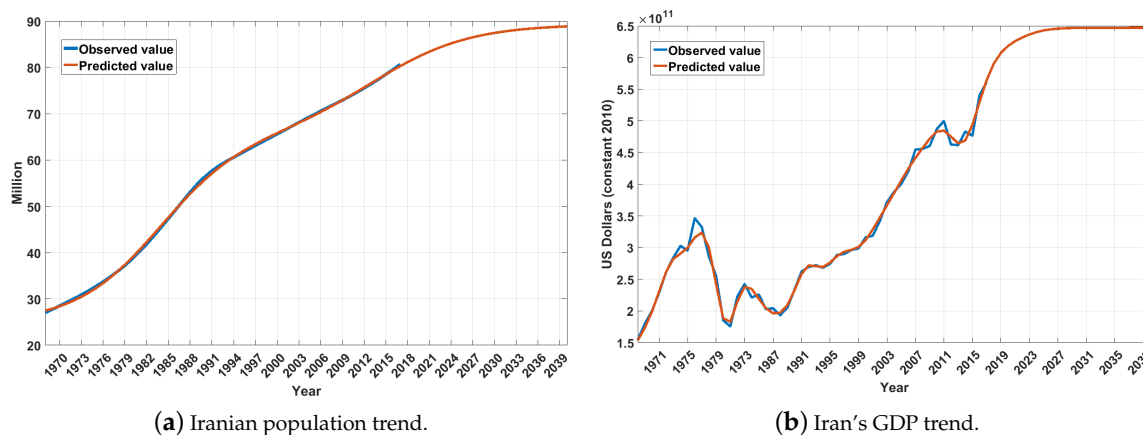 90
80
70
60
50
40
30
20
Million
Observed value
Predicted value
1970 1973 1976 1979 1982 1985 1988 1991 1994 1997 2000 2003 2006 2009 2012 2015 2018 2021 2024 2027 2030 2033 2036 2039
Year
(a) Iranian population trend.
×10¹¹
6.5
6
5.5
5
4.5
4
3.5
3
2.5
2
1.5
US Dollars (constant 2010)
Observed value
Predicted value
1971 1975 1979 1973 1987 1991 1995 1999 2003 2007 2011 2015 2019 2023 2027 2031 2035
Year
(b) Iran's GDP trend.